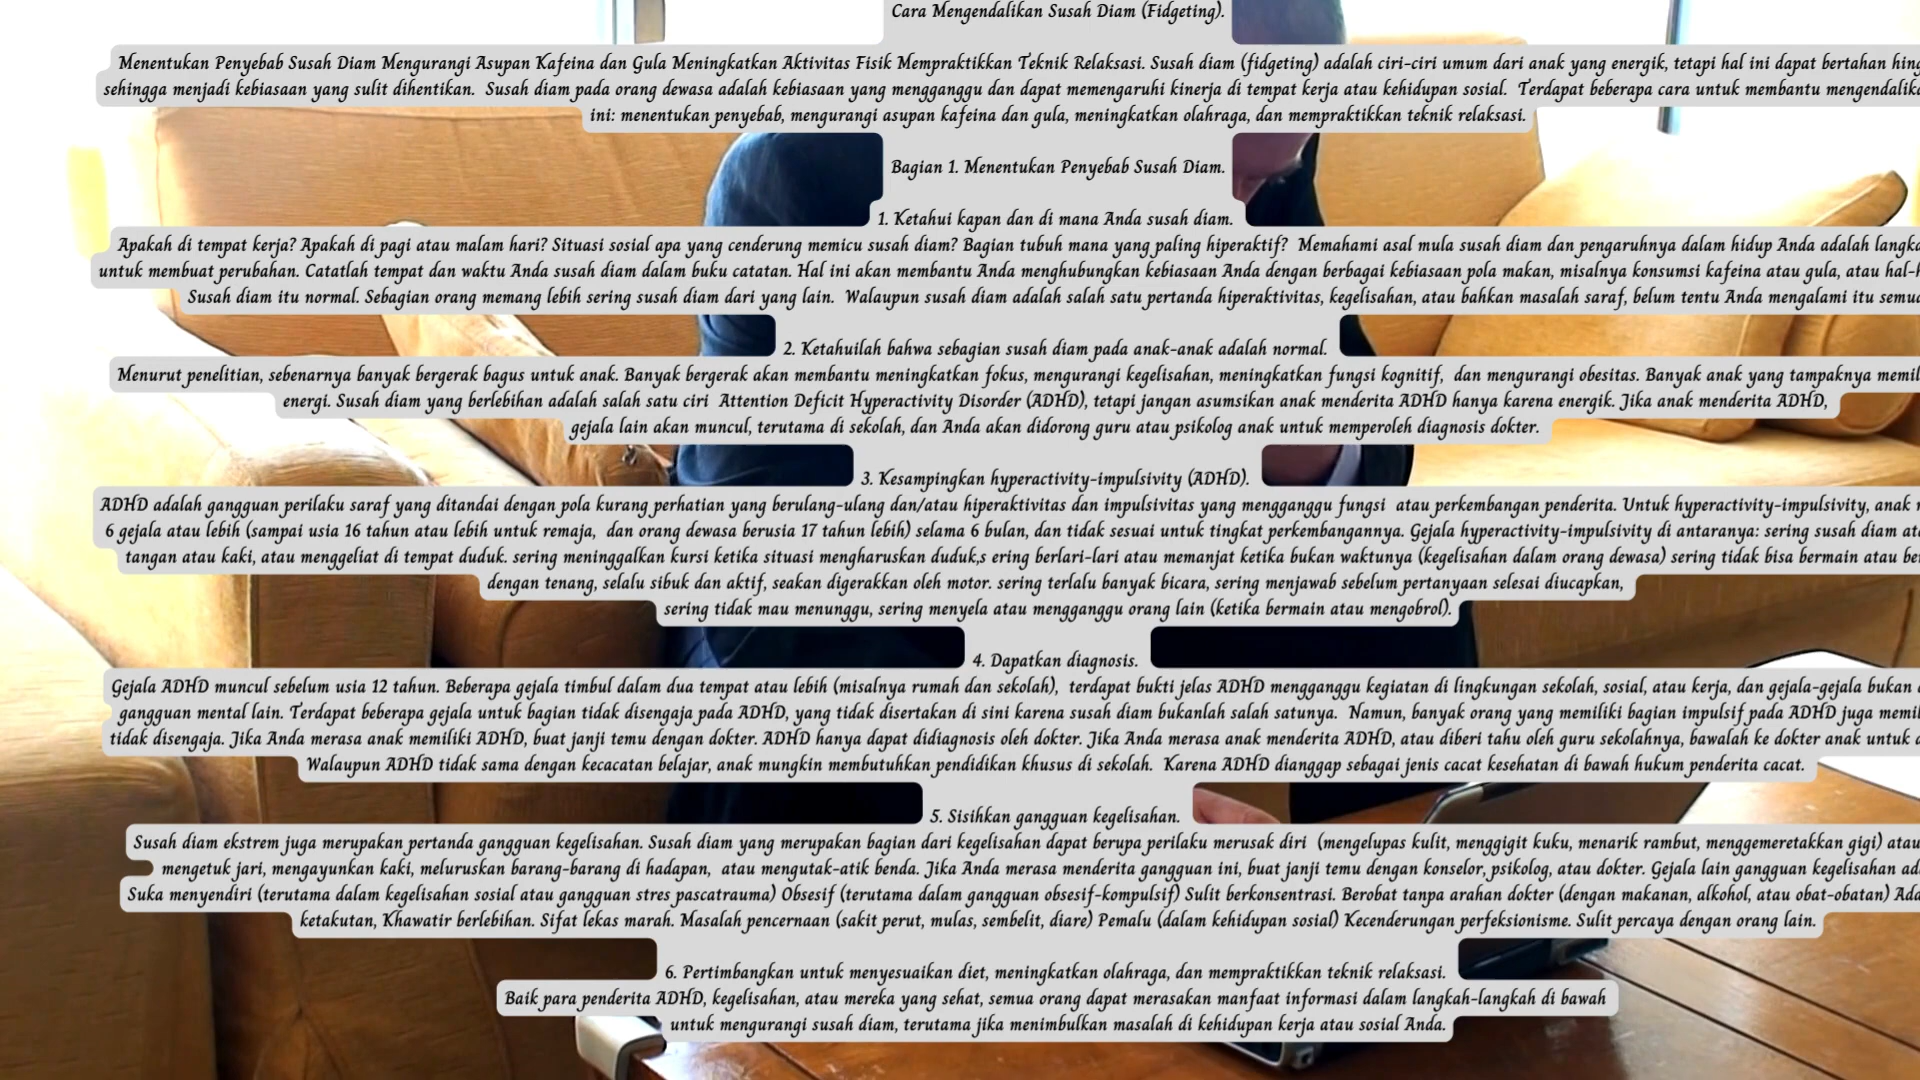 Cara Mengendalikan Susah Diam (Fidgeting).
Menentukan Penyebab Susah Diam Mengurangi Asupan Kafeina dan Gula Meningkatkan Aktivitas Fisik Mempraktikkan Teknik Relaksasi. Susah diam (fidgeting) adalah ciri-ciri umum dari anak yang energik, tetapi hal ini dapat bertahan
sehingga menjadi kebiasaan yang sulit dihentikan. Susah diam pada orang dewasa adalah kebiasaan yang mengganggu dan dapat memengaruhi kinerja di tempat kerja atau kehidupan sosial. Terdapat beberapa cara untuk membantu
ini: menentukan penyebab, mengurangi asupan kafeina dan gula, meningkatkan olahraga, dan mempraktikkan teknik relaksasi.
Bagian 1. Menentukan Penyebab Susah Diam.
1. Ketahui kapan dan di mana Anda susah diam.
Apakah di tempat kerja? Apakah di pagi atau malam hari? Situasi sosial apa yang cenderung memicu susah diam? Bagian tubuh mana yang paling hiperaktif? Memahami asal mula susah diam dan pengaruhnya dalam hidup Anda adalah
untuk membuat perubahan. Catatlah tempat dan waktu Anda susah diam dalam buku catatan. Hal ini akan membantu Anda menghubungkan kebiasaan Anda dengan berbagai kebiasaan pola makan, misalnya konsumsi kafeina atau gula, atau
Susah diam itu normal. Sebagian orang memang lebih sering susah diam dari yang lain. Walaupun susah diam adalah salah satu pertanda hiperaktivitas, kegelisahan, atau bahkan masalah saraf, belum tentu Anda mengalami itu
2. Ketahuilah bahwa sebagian susah diam pada anak-anak adalah normal.
Menurut penelitian, sebenarnya banyak bergerak bagus untuk anak. Banyak bergerak akan membantu meningkatkan fokus, mengurangi kegelisahan, meningkatkan fungsi kognitif, dan mengurangi obesitas. Banyak anak yang tampaknya
energi. Susah diam yang berlebihan adalah salah satu ciri Attention Deficit Hyperactivity Disorder (ADHD), tetapi jangan asumsikan anak menderita ADHD hanya karena energik. Jika anak menderita ADHD,
gejala lain akan muncul, terutama di sekolah, dan Anda akan didorong guru atau psikolog anak untuk memperoleh diagnosis dokter.
3. Kesampingkan hyperactivity-impulsivity (ADHD).
ADHD adalah gangguan perilaku saraf yang ditandai dengan pola kurang perhatian yang berulang-ulang dan/atau hiperaktivitas dan impulsivitas yang mengganggu fungsi atau perkembangan penderita. Untuk hyperactivity-impulsivity, anak
6 gejala atau lebih (sampai usia 16 tahun atau lebih untuk remaja, dan orang dewasa berusia 17 tahun lebih) selama 6 bulan, dan tidak sesuai untuk tingkat perkembangannya. Gejala hyperactivity-impulsivity di antaranya: sering susah diam
tangan atau kaki, atau menggeliat di tempat duduk. sering meninggalkan kursi ketika situasi mengharuskan duduk,s ering berlari-lari atau memanjat ketika bukan waktunya (kegelisahan dalam orang dewasa) sering tidak bisa bermain atau
dengan tenang, selalu sibuk dan aktif, seakan digerakkan oleh motor. sering terlalu banyak bicara, sering menjawab sebelum pertanyaan selesai diucapkan,
sering tidak mau menunggu, sering menyela atau mengganggu orang lain (ketika bermain atau mengobrol).
4. Dapatkan diagnosis.
Gejala ADHD muncul sebelum usia 12 tahun. Beberapa gejala timbul dalam dua tempat atau lebih (misalnya rumah dan sekolah), terdapat bukti jelas ADHD mengganggu kegiatan di lingkungan sekolah, sosial, atau kerja, dan gejala-gejala bukan
gangguan mental lain. Terdapat beberapa gejala untuk bagian tidak disengaja pada ADHD, yang tidak disertakan di sini karena susah diam bukanlah salah satunya. Namun, banyak orang yang memiliki bagian impulsif pada ADHD juga
tidak disengaja. Jika Anda merasa anak memiliki ADHD, buat janji temu dengan dokter. ADHD hanya dapat didiagnosis oleh dokter. Jika Anda merasa anak menderita ADHD, atau diberi tahu oleh guru sekolahnya, bawalah ke dokter anak untuk
Walaupun ADHD tidak sama dengan kecacatan belajar, anak mungkin membutuhkan pendidikan khusus di sekolah. Karena ADHD dianggap sebagai jenis cacat kesehatan di bawah hukum penderita cacat.
5. Sisihkan gangguan kegelisahan.
Susah diam ekstrem juga merupakan pertanda gangguan kegelisahan. Susah diam yang merupakan bagian dari kegelisahan dapat berupa perilaku merusak diri (mengelupas kulit, menggigit kuku, menarik rambut, menggemeretakkan gigi) atau
mengetuk jari, mengayunkan kaki, meluruskan barang-barang di hadapan, atau mengutak-atik benda. Jika Anda merasa menderita gangguan ini, buat janji temu dengan konselor, psikolog, atau dokter. Gejala lain gangguan kegelisahan
Suka menyendiri (terutama dalam kegelisahan sosial atau gangguan stres pascatrauma) Obsesif (terutama dalam gangguan obsesif-kompulsif) Sulit berkonsentrasi. Berobat tanpa arahan dokter (dengan makanan, alkohol, atau obat-obatan)
ketakutan, Khawatir berlebihan. Sifat lekas marah. Masalah pencernaan (sakit perut, mulas, sembelit, diare) Pemalu (dalam kehidupan sosial) Kecenderungan perfeksionisme. Sulit percaya dengan orang lain.
6. Pertimbangkan untuk menyesuaikan diet, meningkatkan olahraga, dan mempraktikkan teknik relaksasi.
Baik para penderita ADHD, kegelisahan, atau mereka yang sehat, semua orang dapat merasakan manfaat informasi dalam langkah-langkah di bawah
untuk mengurangi susah diam, terutama jika menimbulkan masalah di kehidupan kerja atau sosial Anda.